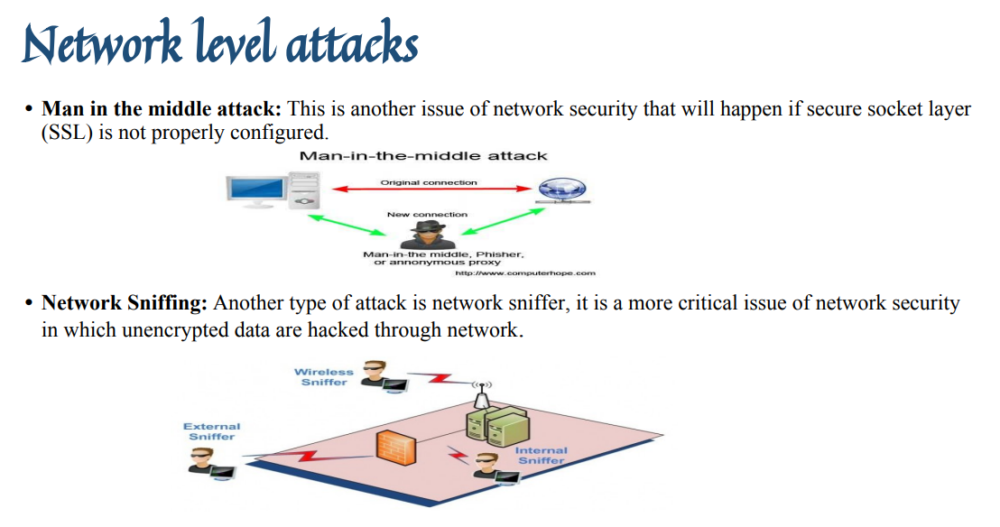 Network level attacks
• Man in the middle attack: This is another issue of network security that will happen if secure socket layer
(SSL) is not properly configured.
Man-in-the-middle attack
Original connection
New connection
Man-in-the middle, Phisher,
or annonymous proxy
http://www.computerhope.com
• Network Sniffing: Another type of attack is network sniffer, it is a more critical issue of network security
in which unencrypted data are hacked through network.
Wireless
Sniffer
External
Sniffer
Internal
Sniffer